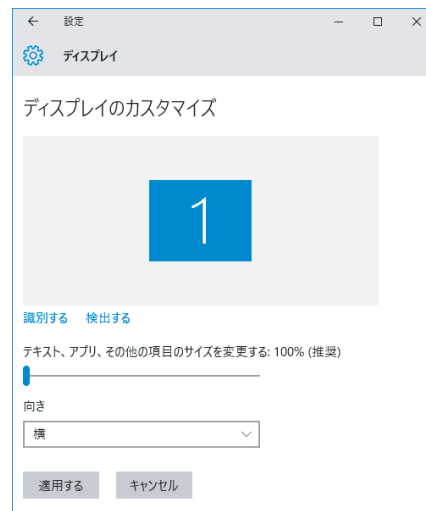 設定
ディスプレイ
ディスプレイのカスタマイズ
1
識別する 検出する
テキスト、アプリ、その他の項目のサイズを変更する: 100% (推奨)
向き
横
適用する キャンセル